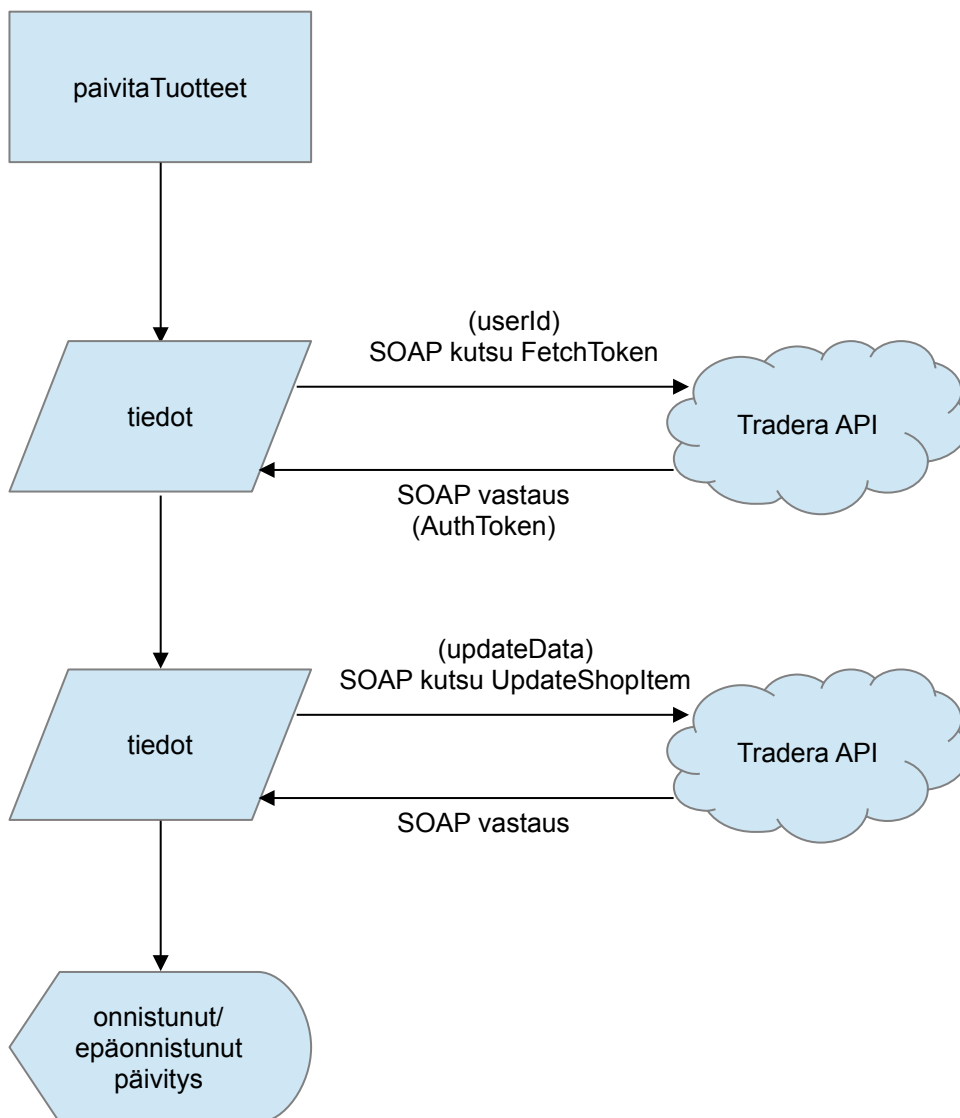 paivitaTuotteet
(userId)
SOAP kutsu FetchToken
tiedot
Tradera API
SOAP vastaus
(AuthToken)
(updateData)
SOAP kutsu UpdateShopItem
tiedot
Tradera API
SOAP vastaus
onnistunut/
epäonnistunut
päivitys